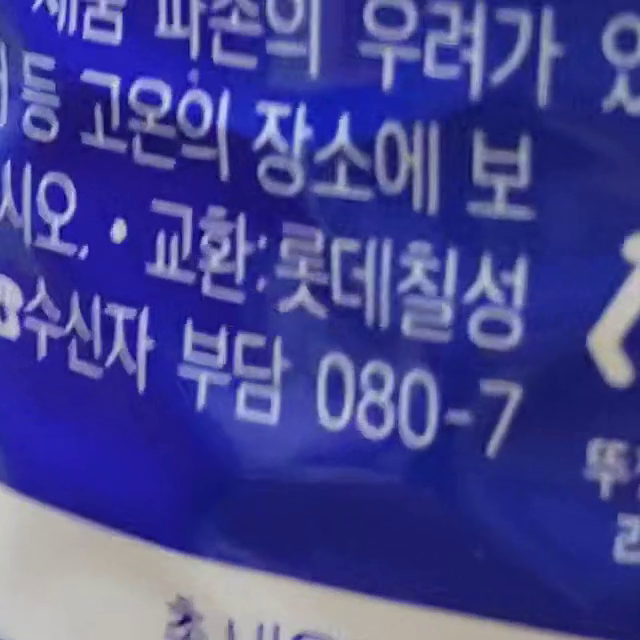 제품 파손의 우려가 있
등 고온의 장소에 보
시오. • 교환:롯데칠성
수신자 부담 080-7
뚜